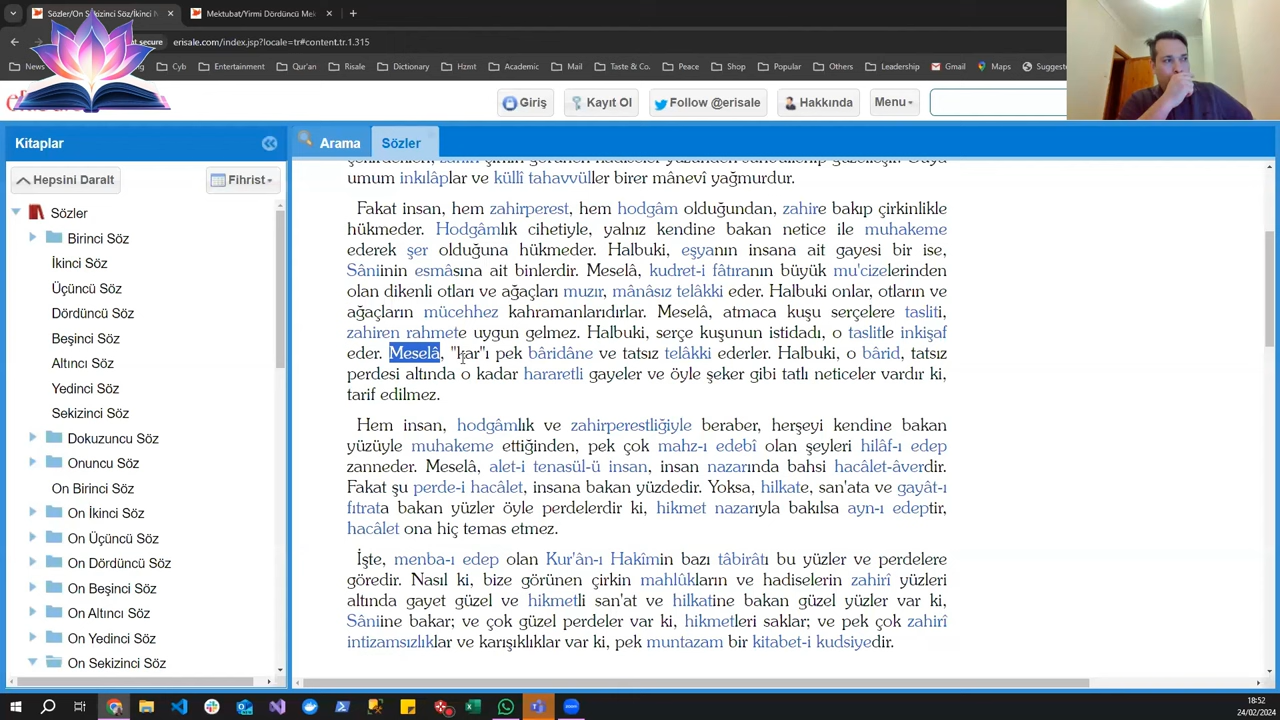 Sözler/On Sekizinci Söz/İkinci N
Mektubat/Yirmi Dördüncü Mek
secure
erisale.com/index.jsp?locale=tr#content.tr.1.315
News
Cyb
Entertainment
Qur'an
Risale
Dictionary
Hzmt
Academic
Mail
Taste & Co.
Peace
Shop
Popular
Others
Leadership
Gmail
Maps
Suggeste
Giriş
Kayıt Ol
Follow @erisale
Hakkında
Menu
Kitaplar
Arama
Sözler
Hepsini Daralt
Fihrist
Sözler
Birinci Söz
İkinci Söz
Üçüncü Söz
Dördüncü Söz
Beşinci Söz
Altıncı Söz
Yedinci Söz
Sekizinci Söz
Dokuzuncu Söz
Onuncu Söz
On Birinci Söz
On İkinci Söz
On Üçüncü Söz
On Dördüncü Söz
On Beşinci Söz
On Altıncı Söz
On Yedinci Söz
On Sekizinci Söz
umum inkılâplar ve küllî tahavvüller birer mânevî yağmurdur.
Fakat insan, hem zahirperest, hem hodgâm olduğundan, zahire bakıp çirkinlikle
hükmeder. Hodgâmlık cihetiyle, yalnız kendine bakan netice ile muhakeme
ederek şer olduğuna hükmeder. Halbuki, eşyanın insana ait gayesi bir ise,
Sâniinin esmâsına ait binlerdir. Meselâ, kudret-i fâtıranın büyük mu'cizelerinden
olan dikenli otları ve ağaçları muzır, mânâsız telâkki eder. Halbuki onlar, otların ve
ağaçların mücehhez kahramanlarıdırlar. Meselâ, atmaca kuşu serçelere tasliti,
zahiren rahmete uygun gelmez. Halbuki, serçe kuşunun istidadı, o taslitle inkişaf
eder. Meselâ, "kar"ı pek bâridâne ve tatsız telâkki ederler. Halbuki, o bârid, tatsız
perdesi altında o kadar hararetli gayeler ve öyle şeker gibi tatlı neticeler vardır ki,
tarif edilmez.
Hem insan, hodgâmlık ve zahirperestliğiyle beraber, herşeyi kendine bakan
yüzüyle muhakeme ettiğinden, pek çok mahz-ı edebî olan şeyleri hilâf-ı edep
zanneder. Meselâ, alet-i tenasül-ü insan, insan nazarında bahsi hacâlet-âverdir.
Fakat şu perde-i hacâlet, insana bakan yüzdedir. Yoksa, hilkate, san'ata ve gayât-ı
fıtrata bakan yüzler öyle perdelerdir ki, hikmet nazarıyla bakılsa ayn-ı edeptir,
hacâlet ona hiç temas etmez.
İşte, menba-ı edep olan Kur'ân-ı Hakîmin bazı tâbirâtı bu yüzler ve perdelere
göredir. Nasıl ki, bize görünen çirkin mahlûkların ve hadiselerin zahirî yüzleri
altında gayet güzel ve hikmetli san'at ve hilkatine bakan güzel yüzler var ki,
Sâniine bakar; ve çok güzel perdeler var ki, hikmetleri saklar; ve pek çok zahirî
intizamsızlıklar ve karışıklıklar var ki, pek muntazam bir kitabet-i kudsiyedir.
18:52
24/02/2024